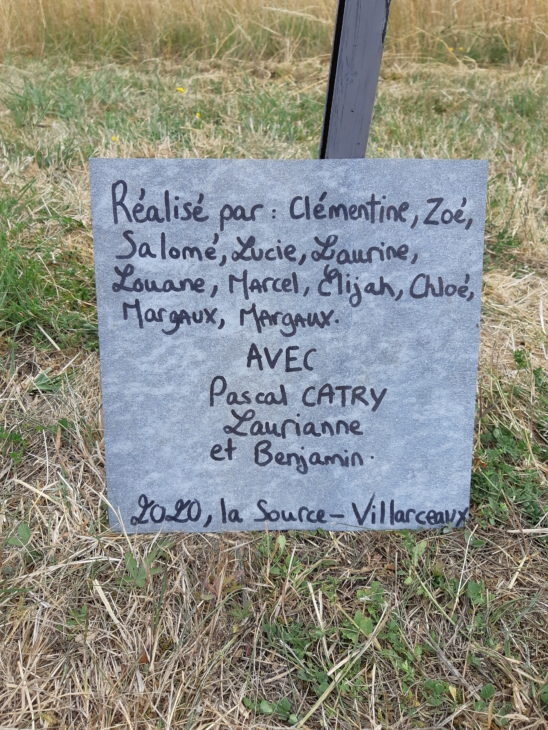 Réalisé par : Clémentine, Zoé,
Salomé, Lucie, Laurine,
Louane, Marcel, Elijah, Chloé,
Margaux, Margaux.
AVEC
Pascal CATRY
Laurianne
et Benjamin.
2020, la Source - Villarceaux